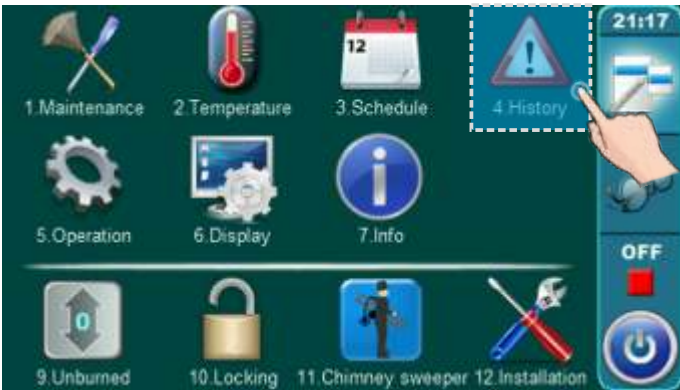 1.Maintenance 2.Temperature 3.Schedule 4.History 21:17
12
5.Operation 6.Display 7.Info
OFF
0
9.Unburned 10.Locking 11.Chimney sweeper 12.Installation